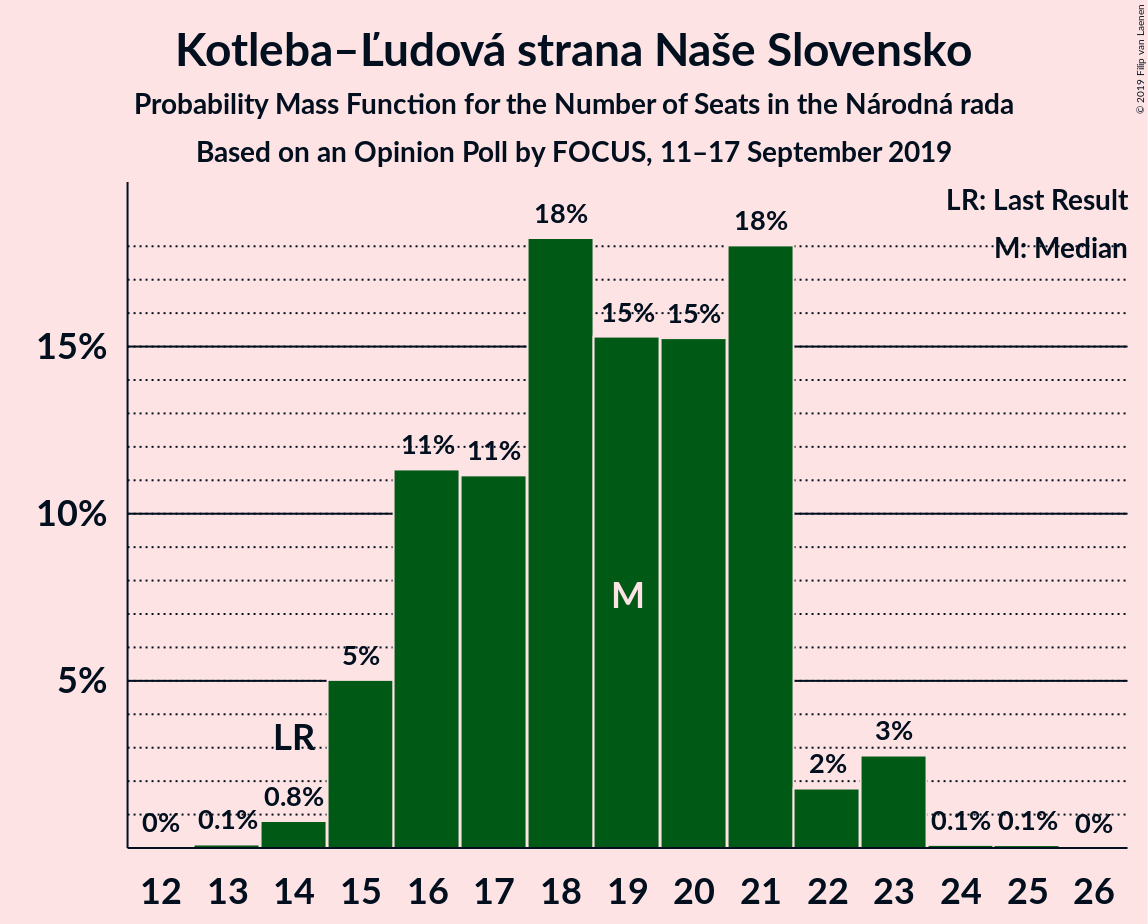 Kotleba–Ľudová strana Naše Slovensko
Probability Mass Function for the Number of Seats in the Národná rada
Based on an Opinion Poll by FOCUS, 11–17 September 2019
© 2019 Filip van Laenen
LR: Last Result
M: Median
15%
10%
5%
0%
0.1%
0.8%
LR
5%
11%
11%
18%
15%
M
15%
18%
2%
3%
0.1%
0.1%
0%
12 13 14 15 16 17 18 19 20 21 22 23 24 25 26